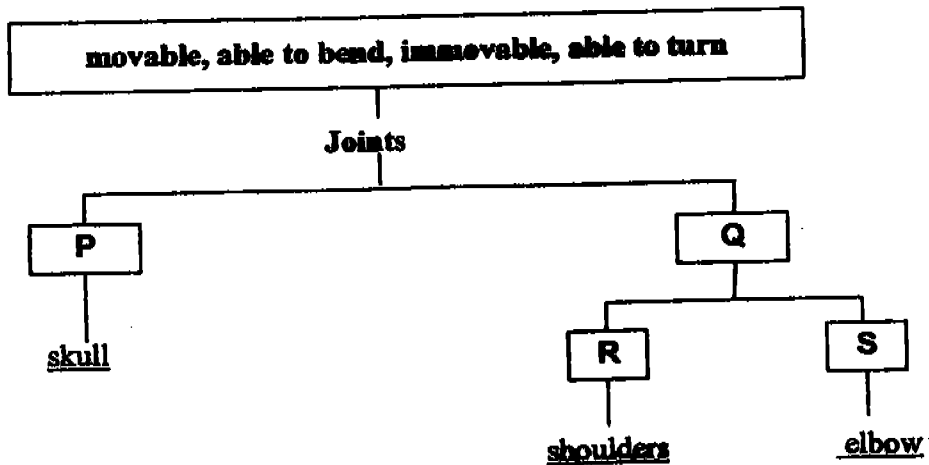 movable, able to bend, immovable, able to turn
Joints
P
Q
skull
R
S
shoulders
elbow